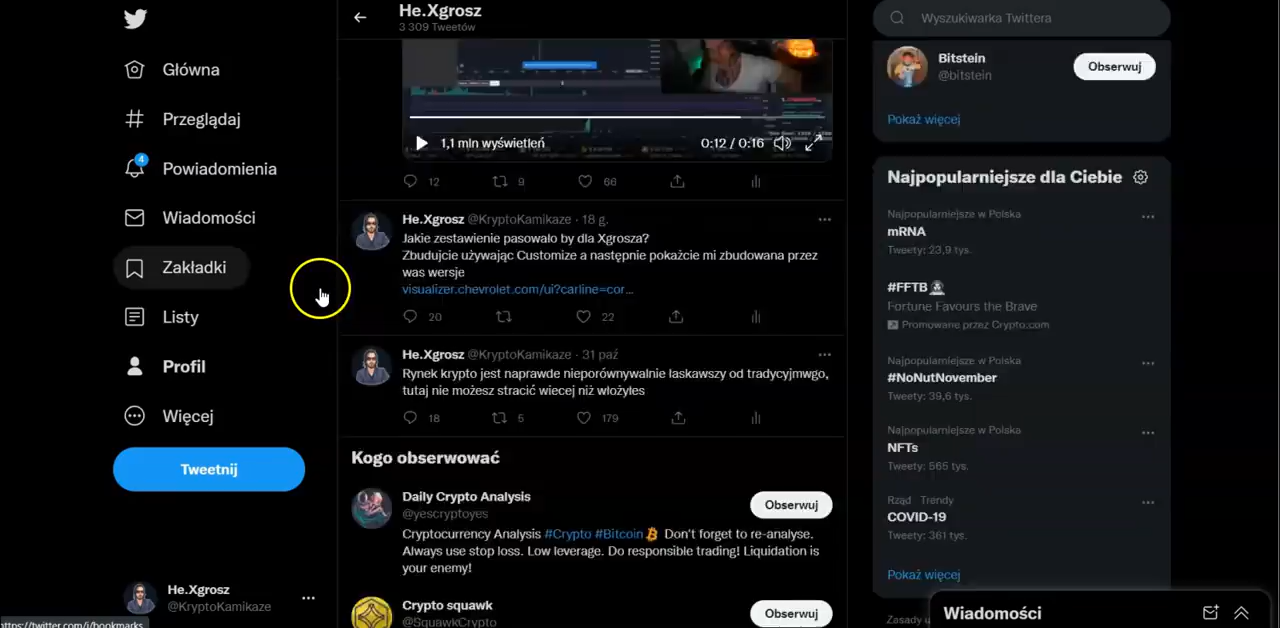 He.Xgrosz
3 309 Tweetów
Główna
Przeglądaj
4
Powiadomienia
Wiadomości
Zakładki
Listy
Profil
Więcej
Tweetnij
He.Xgrosz
@KryptoKamikaze
https://twitter.com/i/bookmarks
1,1 mln wyświetleń
0:12 / 0:16
12 9 66
He.Xgrosz @KryptoKamikaze · 18 g.
Jakie zestawienie pasowało by dla Xgrosza?
Zbudujcie używając Customize a następnie pokażcie mi zbudowana przez
was wersje
visualizer.chevrolet.com/ui?carline=cor...
20 22
He.Xgrosz @KryptoKamikaze · 31 paź
Rynek krypto jest naprawde nieporównywalnie laskawszy od tradycyjmwgo,
tutaj nie możesz stracić wiecej niż włożyles
18 5 179
Kogo obserwować
Daily Crypto Analysis
@yescryptoyes
Obserwuj
Cryptocurrency Analysis #Crypto #Bitcoin Don't forget to re-analyse.
Always use stop loss. Low leverage. Do responsible trading! Liquidation is
your enemy!
Crypto squawk
@SquawkCrypto
Obserwuj
Wyszukiwarka Twittera
Bitstein
@bitstein
Obserwuj
Pokaż więcej
Najpopularniejsze dla Ciebie
Najpopularniejsze w Polska
mRNA
Tweety: 23,9 tys.
#FFTB
Fortune Favours the Brave
Promowane przez Crypto.com
Najpopularniejsze w Polska
#NoNutNovember
Tweety: 39,6 tys.
Najpopularniejsze w Polska
NFTs
Tweety: 565 tys.
Rząd Trendy
COVID-19
Tweety: 361 tys.
Pokaż więcej
Zasady
Wiadomości